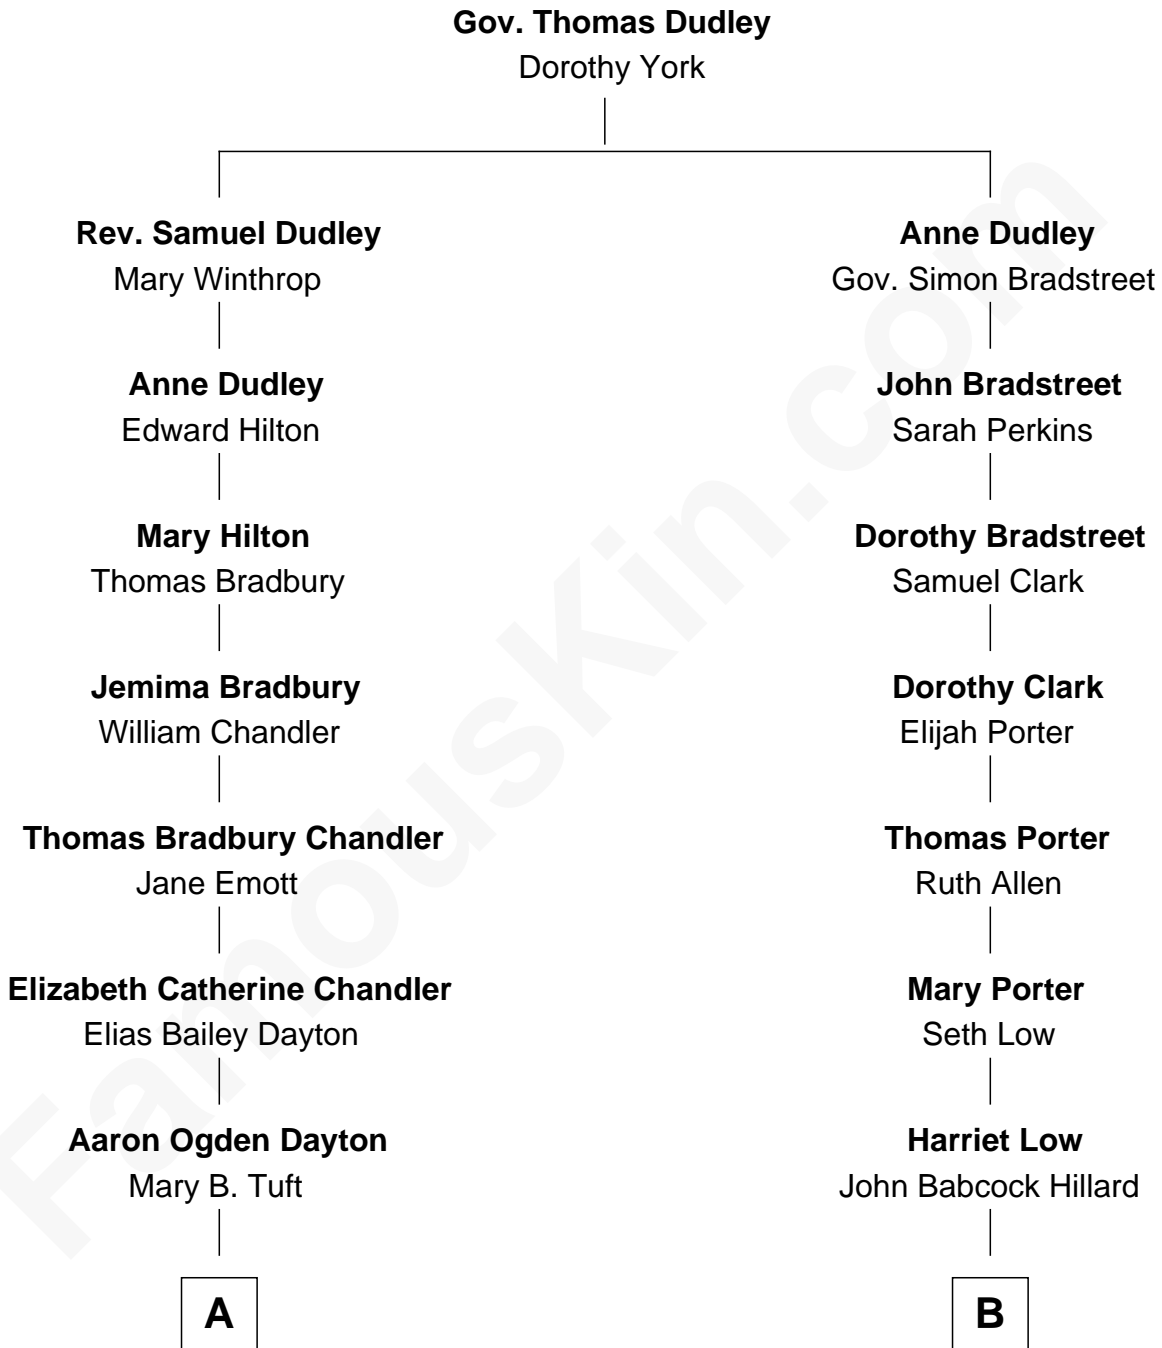 Gov. Thomas Dudley
Dorothy York
Rev. Samuel Dudley
Mary Winthrop
Anne Dudley
Gov. Simon Bradstreet
Anne Dudley
Edward Hilton
John Bradstreet
Sarah Perkins
Mary Hilton
Thomas Bradbury
Dorothy Bradstreet
Samuel Clark
Jemima Bradbury
William Chandler
Dorothy Clark
Elijah Porter
Thomas Bradbury Chandler
Jane Emott
Thomas Porter
Ruth Allen
Elizabeth Catherine Chandler
Elias Bailey Dayton
Mary Porter
Seth Low
Aaron Ogden Dayton
Mary B. Tuft
Harriet Low
John Babcock Hillard
A
B
FamousKin.com